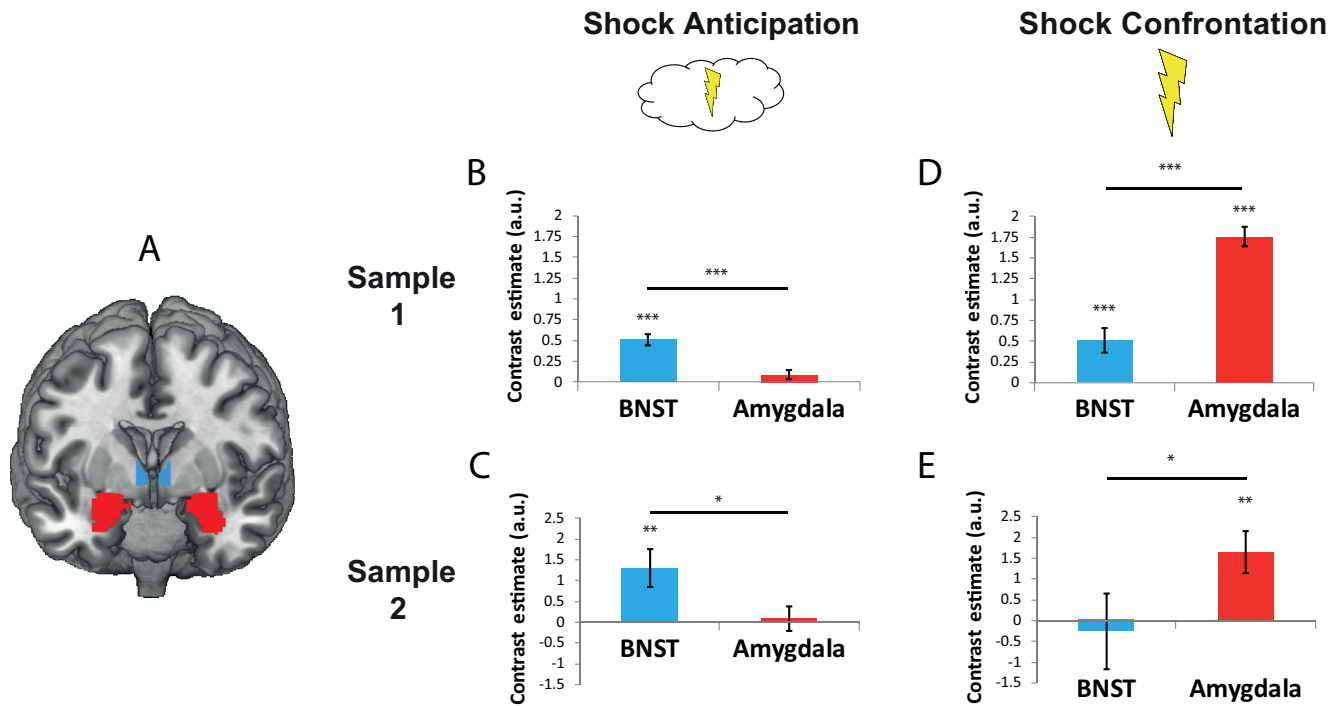 Shock Anticipation
Shock Confrontation
A
Sample
1
Sample
2
B
Contrast estimate (a.u.)
2
1.75
1.5
1.25
1
0.75
0.5
0.25
0
***
***
BNST
Amygdala
D
Contrast estimate (a.u.)
2
1.75
1.5
1.25
1
0.75
0.5
0.25
0
***
***
***
BNST
Amygdala
C
Contrast estimate (a.u.)
2.5
2
1.5
1
0.5
0
-0.5
-1
-1.5
*
**
BNST
Amygdala
E
Contrast estimate (a.u.)
2.5
2
1.5
1
0.5
0
-0.5
-1
-1.5
*
**
BNST
Amygdala